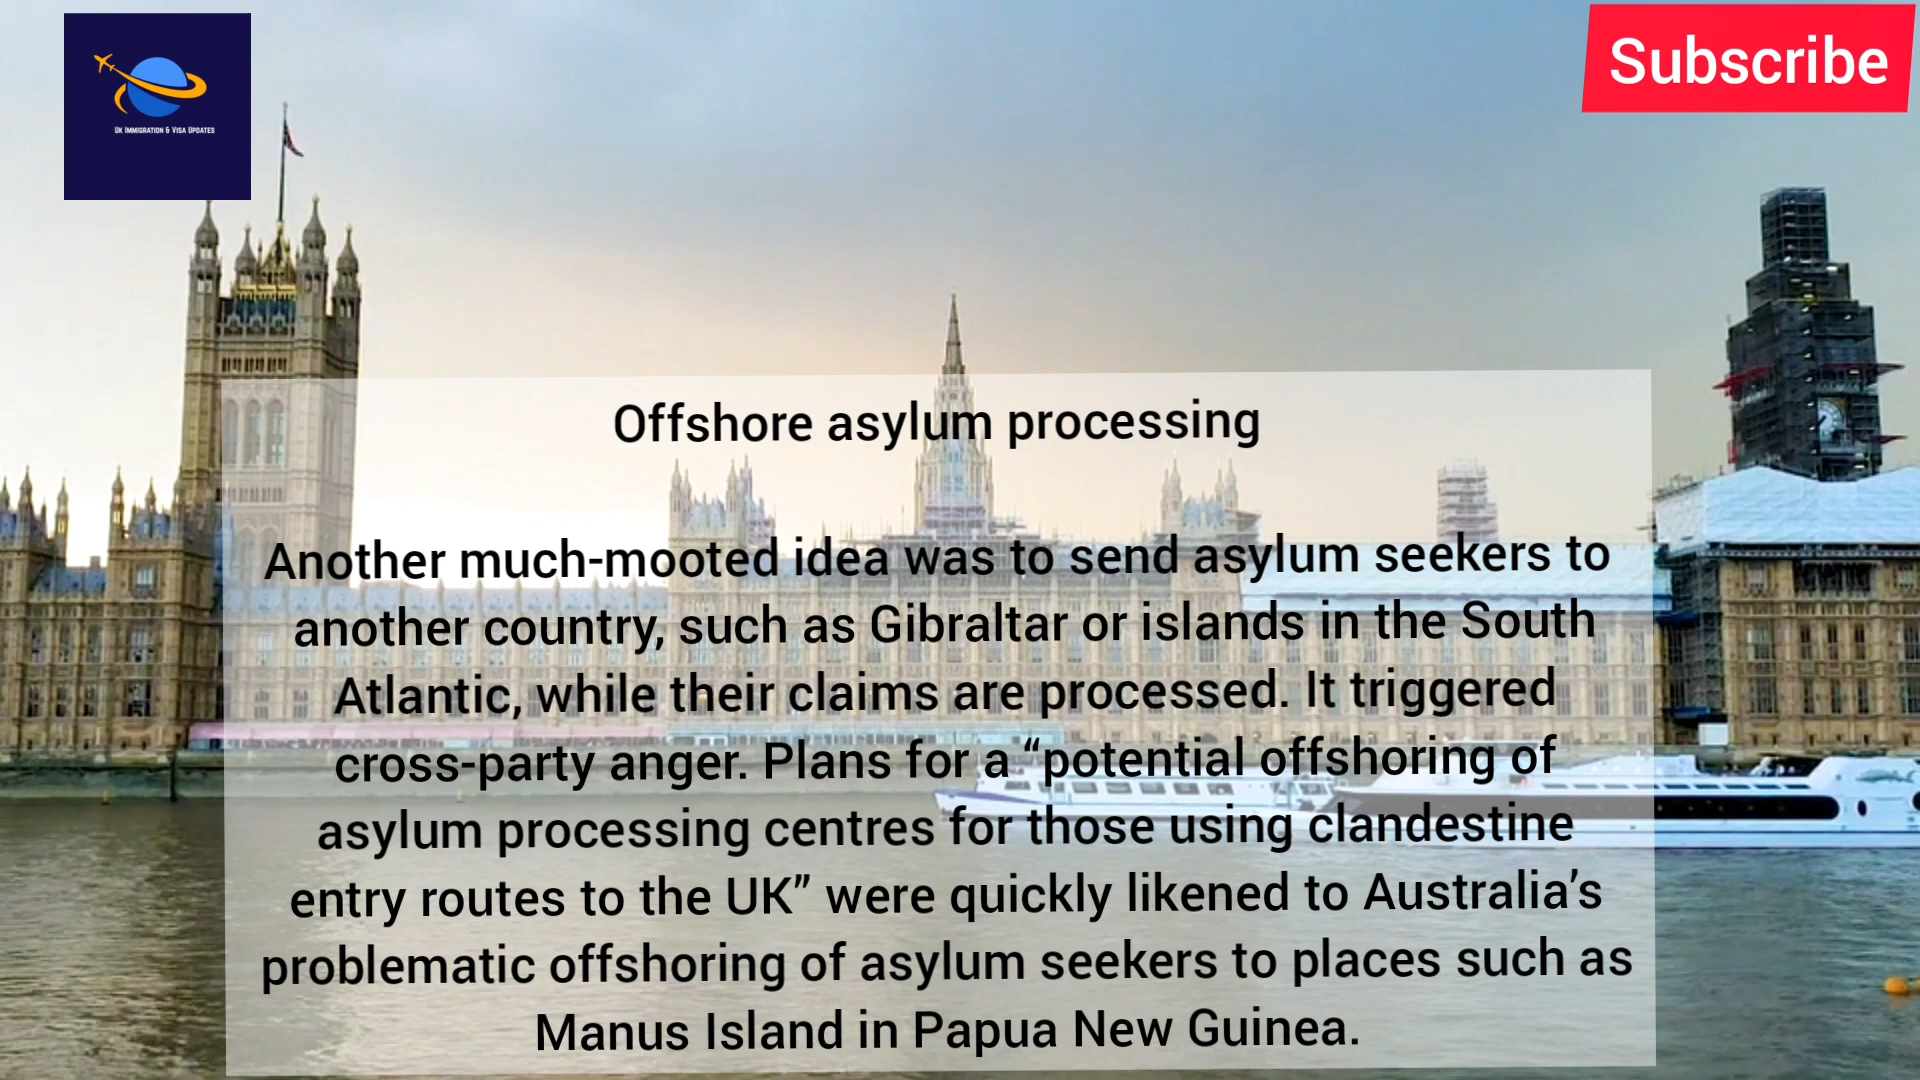 UK Immigration & Visa Updates
Subscribe
Offshore asylum processing
Another much-mooted idea was to send asylum seekers to
another country, such as Gibraltar or islands in the South
Atlantic, while their claims are processed. It triggered
cross-party anger. Plans for a “potential offshoring of
asylum processing centres for those using clandestine
entry routes to the UK” were quickly likened to Australia’s
problematic offshoring of asylum seekers to places such as
Manus Island in Papua New Guinea.